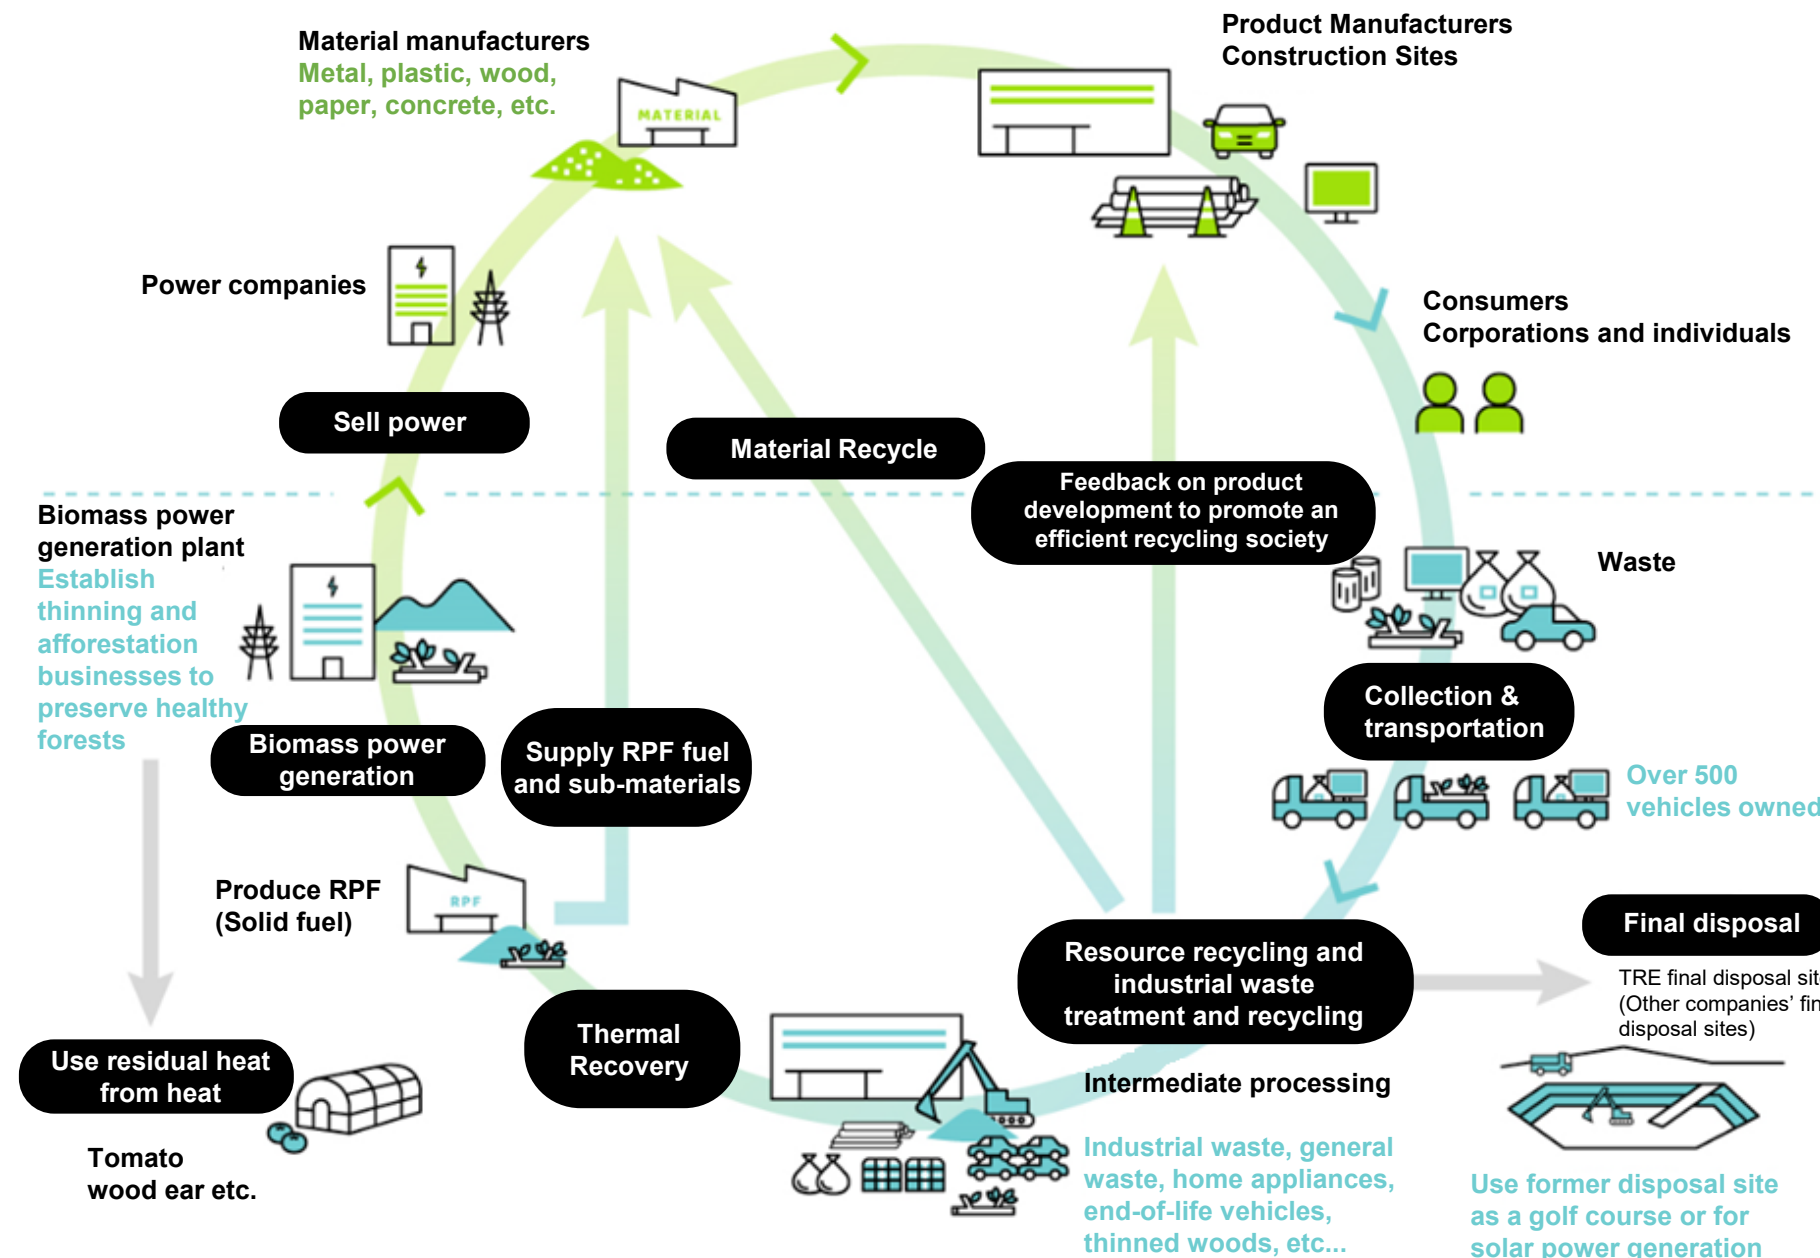 Product Manufacturers
Construction Sites
Material manufacturers
Metal, plastic, wood,
paper, concrete, etc.
MATERIAL
Power companies
Consumers
Corporations and individuals
Sell power
Material Recycle
Feedback on product
development to promote an
efficient recycling society
Biomass power
generation plant
Establish
thinning and
afforestation
businesses to
preserve healthy
forests
Waste
Collection &
transportation
Biomass power
generation
Supply RPF fuel
and sub-materials
Over 500
vehicles owned
Produce RPF
(Solid fuel)
RPF
Final disposal
Resource recycling and
industrial waste
treatment and recycling
TRE final disposal
(Other companies’
disposal sites)
Thermal
Recovery
Use residual heat
from heat
Intermediate processing
Tomato
wood ear etc.
Industrial waste, general
waste, home appliances,
end-of-life vehicles,
thinned woods, etc...
Use former disposal site
as a golf course or for
solar power generation